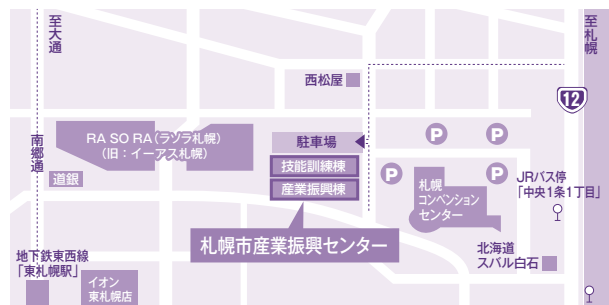 至大通
至札幌
西松屋
12
RA SO RA(ラソラ札幌)
(旧：イーアス札幌)
南郷通
道銀
駐車場
技能訓練棟
産業振興棟
P
P
P
P
札幌
コンベンション
センター
JRバス停
「中央1条1丁目」
札幌市産業振興センター
地下鉄東西線
「東札幌駅」
イオン
東札幌店
北海道
スバル白石